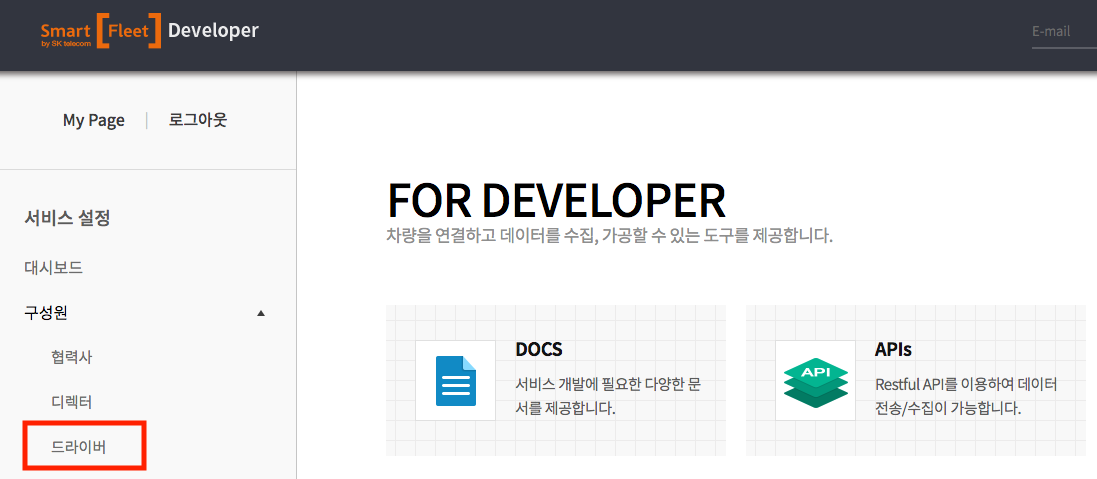 Smart [Fleet] Developer
by SK telecom
E-mail
My Page | 로그아웃
서비스 설정
대시보드
구성원
협력사
디렉터
드라이버
FOR DEVELOPER
차량을 연결하고 데이터를 수집, 가공할 수 있는 도구를 제공합니다.
DOCS
서비스 개발에 필요한 다양한 문
서를 제공합니다.
API
APIs
Restful API를 이용하여 데이터
전송/수집이 가능합니다.